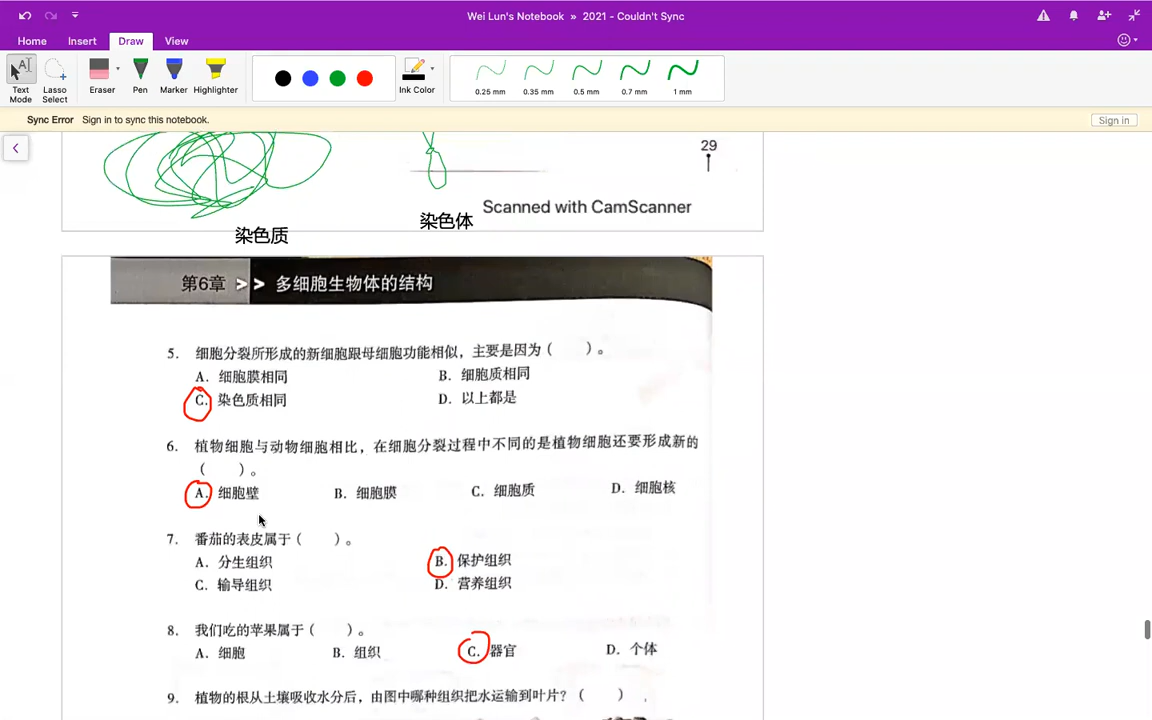 Wei Lun's Notebook » 2021 - Couldn't Sync
Home Insert Draw View
Text Mode
Lasso Select
Eraser
Pen
Marker
Highlighter
Ink Color
0.25 mm 0.35 mm 0.5 mm 0.7 mm 1 mm
Sync Error Sign in to sync this notebook.
Sign in
29
Scanned with CamScanner
染色质
染色体
第6章 >> 多细胞生物体的结构
5. 细胞分裂所形成的新细胞跟母细胞功能相似，主要是因为（ ）。
A. 细胞膜相同 B. 细胞质相同
C. 染色质相同 D. 以上都是
6. 植物细胞与动物细胞相比，在细胞分裂过程中不同的是植物细胞还要形成新的
（ ）。
A. 细胞壁 B. 细胞膜 C. 细胞质 D. 细胞核
7. 番茄的表皮属于（ ）。
A. 分生组织 B. 保护组织
C. 输导组织 D. 营养组织
8. 我们吃的苹果属于（ ）。
A. 细胞 B. 组织 C. 器官 D. 个体
9. 植物的根从土壤吸收水分后，由图中哪种组织把水运输到叶片？（ ）